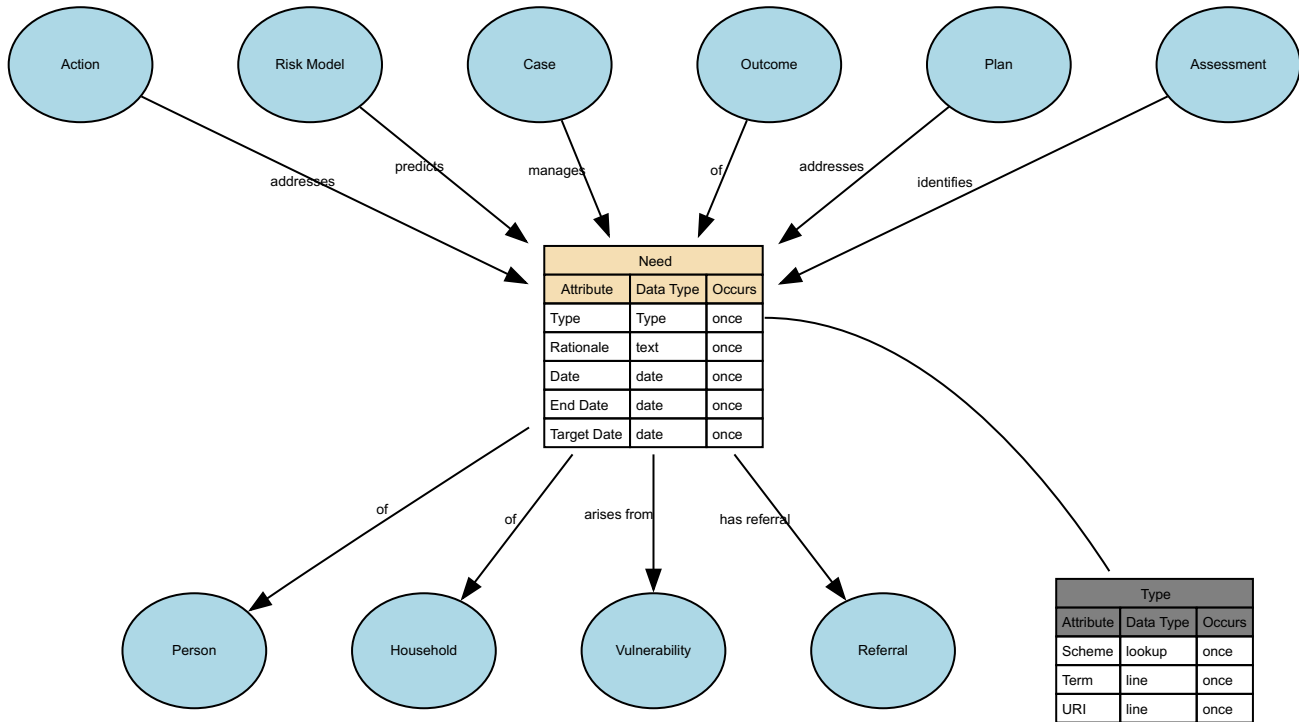 Action
Risk Model
Case
Outcome
Plan
Assessment
addresses
predicts
manages
of
addresses
identifies
Need
Attribute Data Type Occurs
Type Type once
Rationale text once
Date date once
End Date date once
Target Date date once
of
of
arises from
has referral
Person
Household
Vulnerability
Referral
Type
Attribute Data Type Occurs
Scheme lookup once
Term line once
URI line once